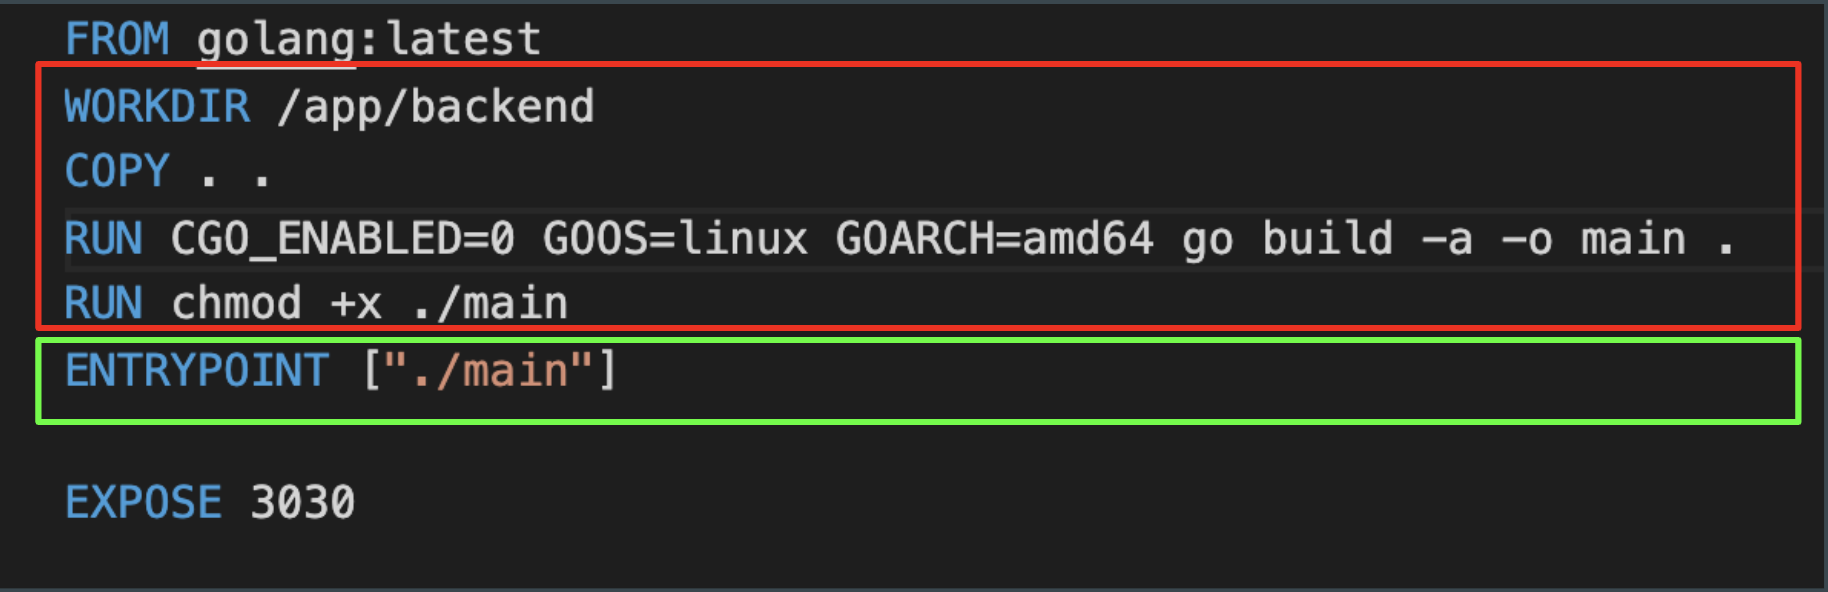 FROM golang:latest
WORKDIR /app/backend
COPY . .
RUN CGO_ENABLED=0 GOOS=linux GOARCH=amd64 go build -a -o main .
RUN chmod +x ./main
ENTRYPOINT ["./main"]
EXPOSE 3030